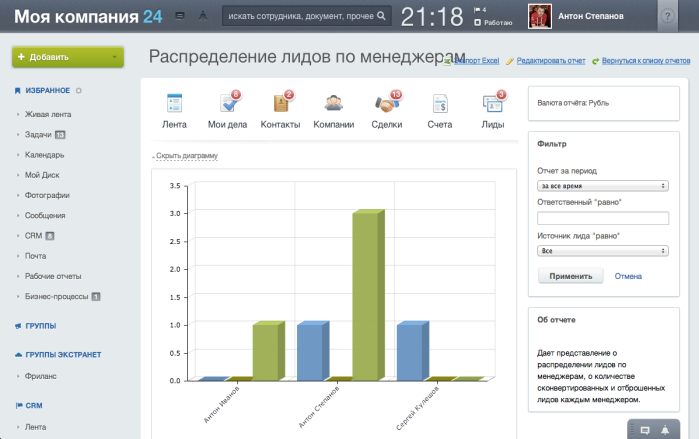 Моя компания 24
искать сотрудника, документ, прочее
21:18
4
Работаю
Антон Степанов
?
+ Добавить
Распределение лидов по менеджерам
Экспорт Excel
Редактировать отчет
Вернуться к списку отчетов
ИЗБРАННОЕ
Живая лента
Задачи 13
Календарь
Мой Диск
Фотографии
Сообщения
CRM 8
Почта
Рабочие отчеты
Бизнес-процессы 1
ГРУППЫ
ГРУППЫ ЭКСТРАНЕТ
Фриланс
CRM
Лента
Лента
8
Мои дела
2
Контакты
Компании
13
Сделки
Счета
3
Лиды
Скрыть диаграмму
3.5
3.0
2.5
2.0
1.5
1.0
0.5
0.0
Антон Иванов
Антон Степанов
Сергей Кулешов
Валюта отчёта: Рубль
Фильтр
Отчет за период
за все время
Ответственный "равно"
Источник лида "равно"
Все
Применить
Отмена
Об отчете
Дает представление о
распределении лидов по
менеджерам, о количестве
сконвертированных и отброшенных
лидов каждым менеджером.